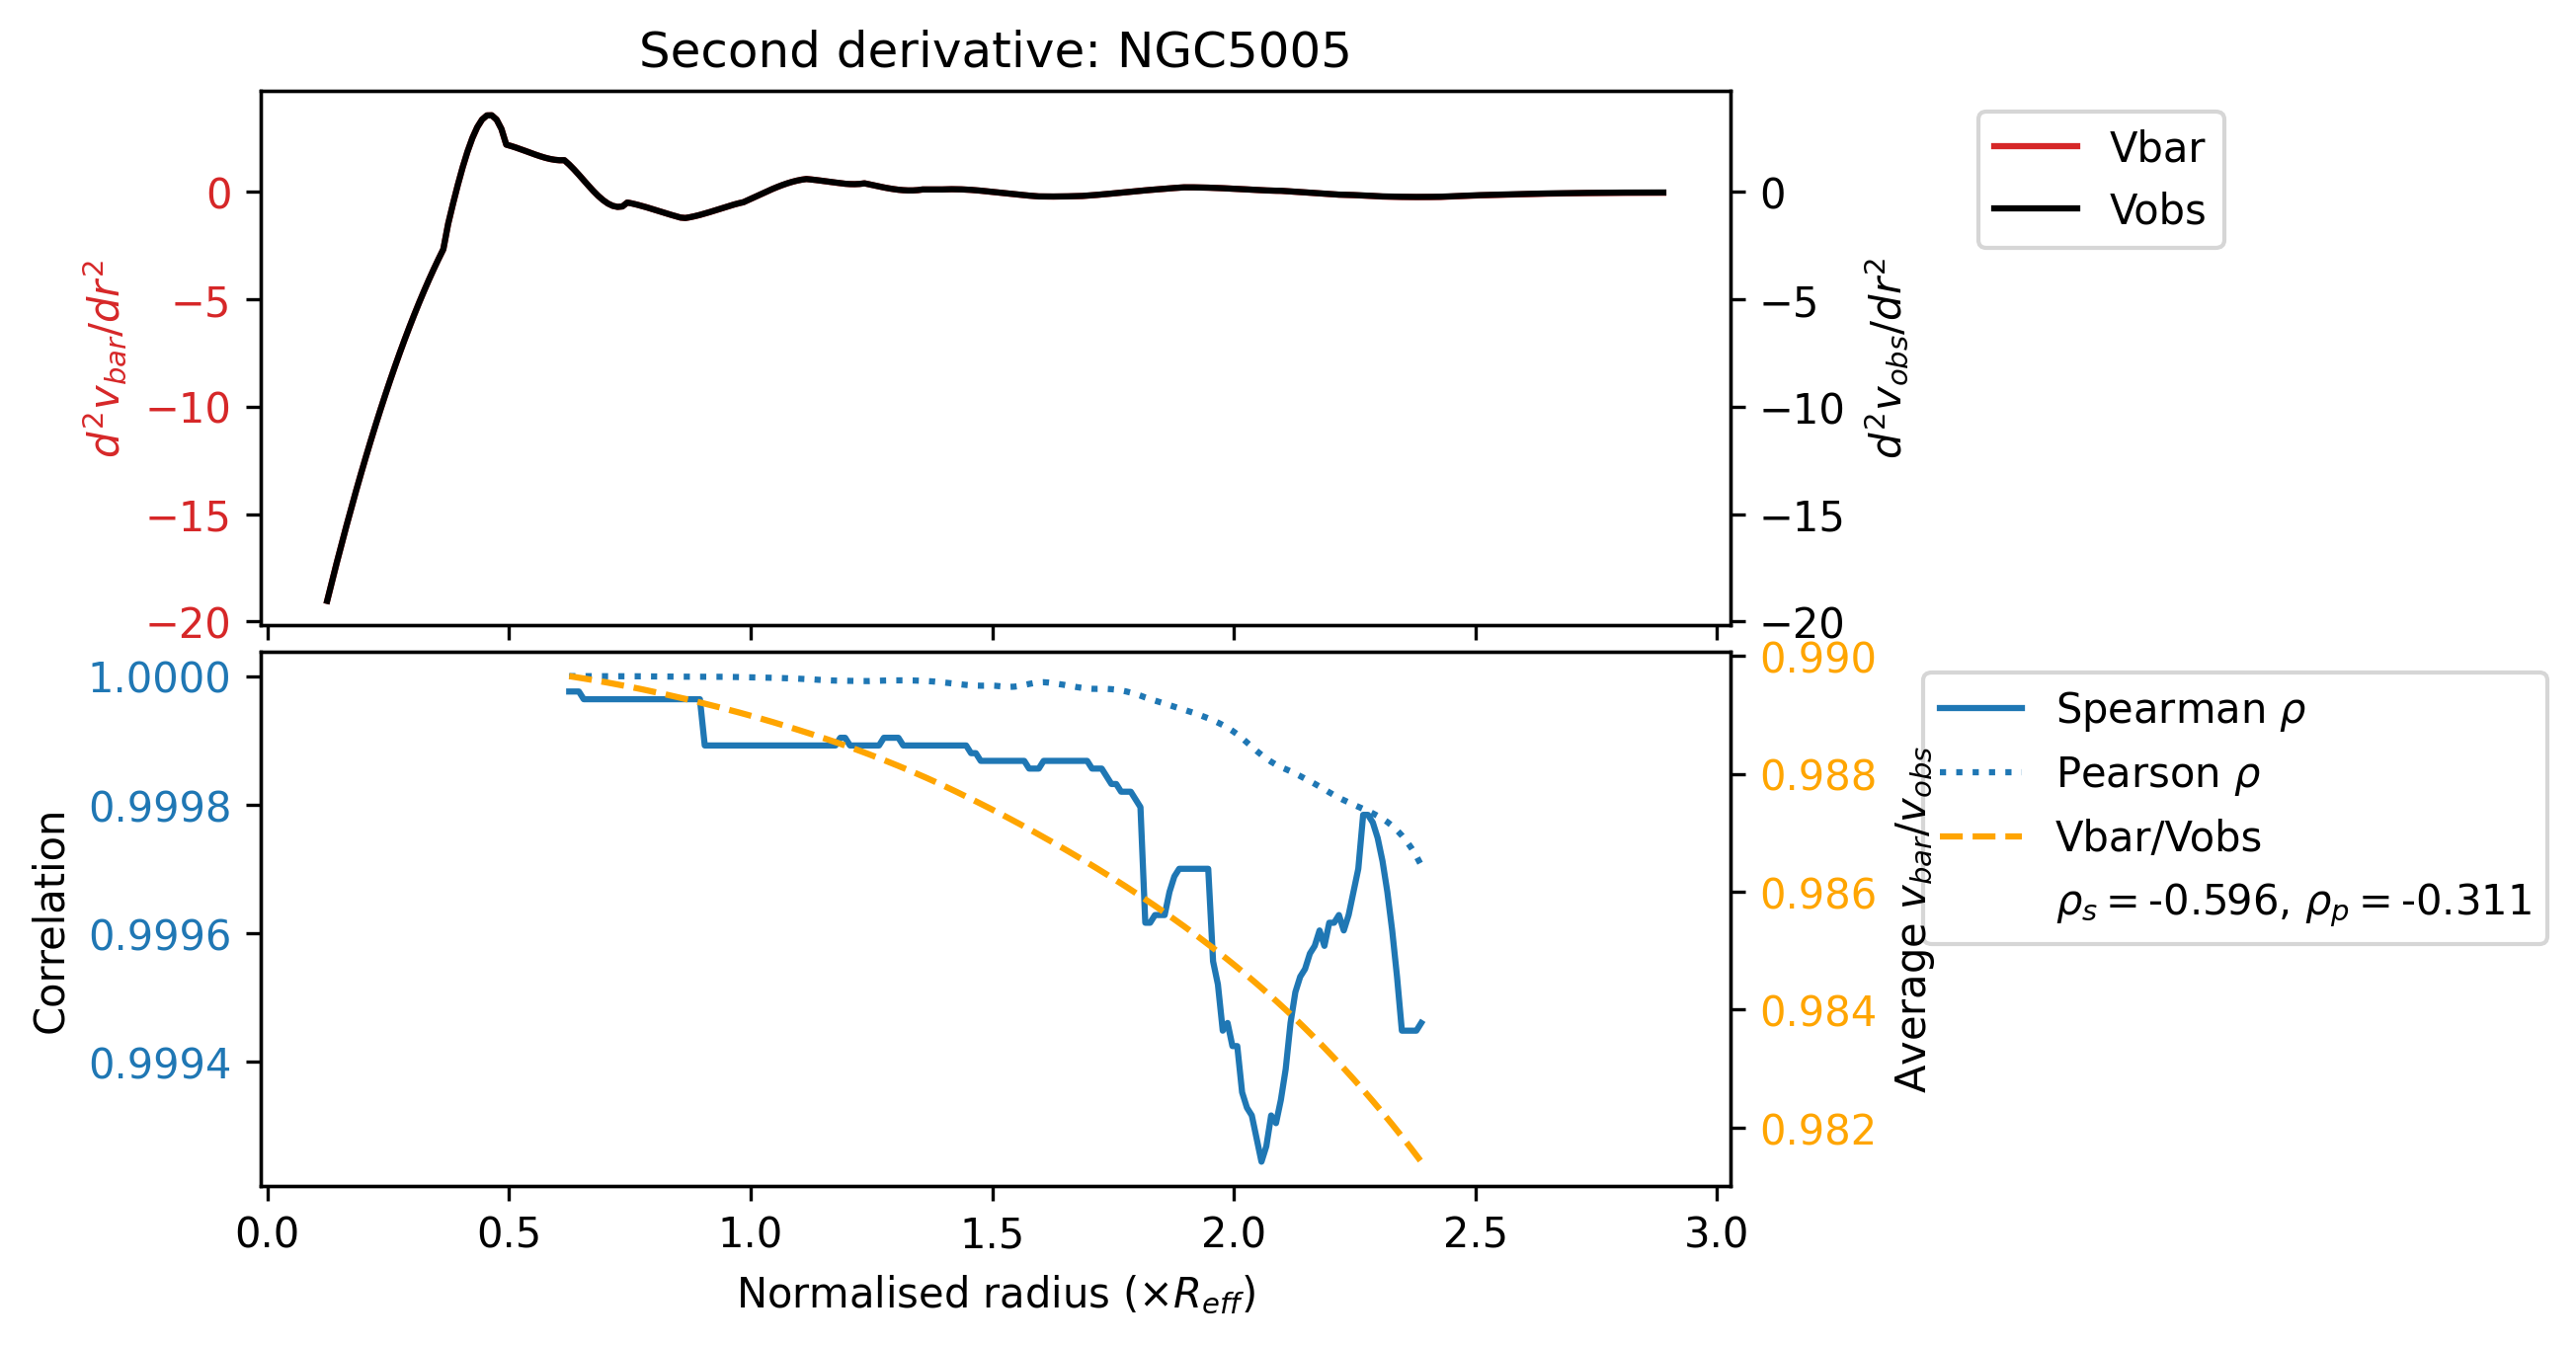 Second derivative: NGC5005
d²v_bar/dr²
0
−5
−10
−15
−20
0
−5
−10
−15
−20
d²v_obs/dr²
Vbar
Vobs
Correlation
1.0000
0.9998
0.9996
0.9994
0.990
0.988
0.986
0.984
0.982
Average v_bar/v_obs
Spearman ρ
Pearson ρ
Vbar/Vobs
ρ_s = -0.596, ρ_p = -0.311
0.0 0.5 1.0 1.5 2.0 2.5 3.0
Normalised radius (×R_eff)